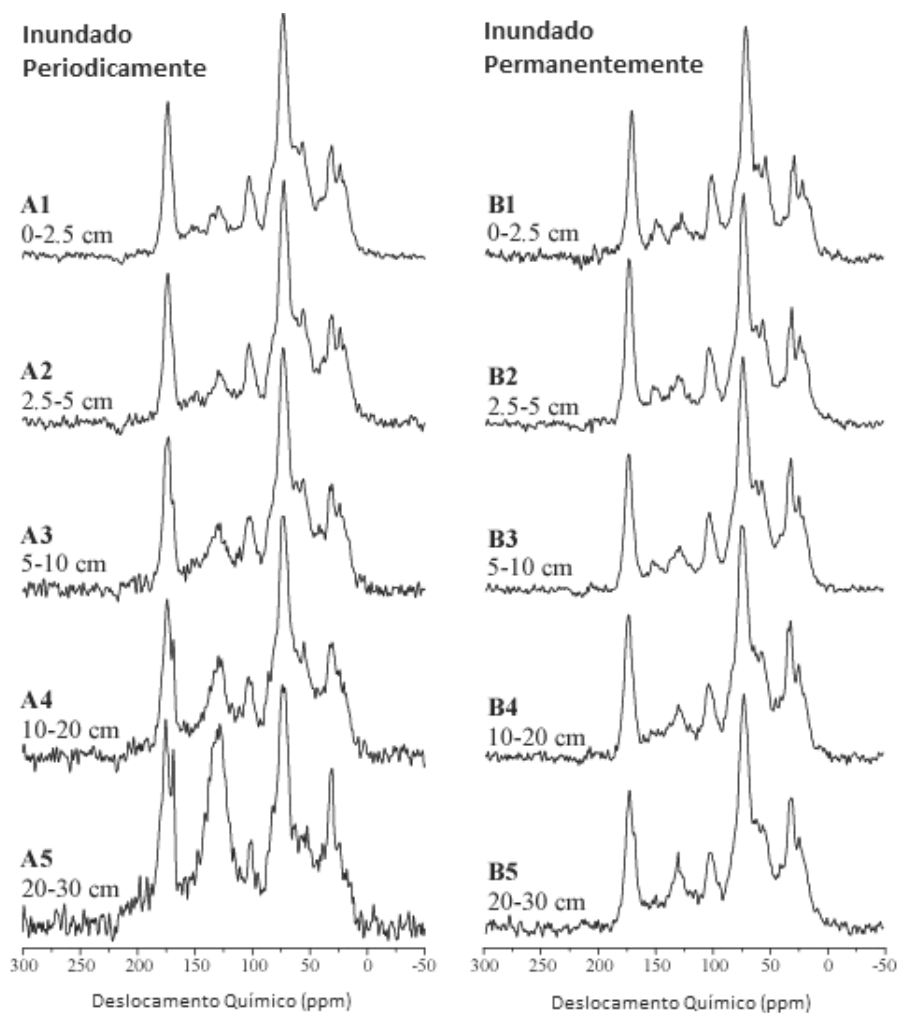 Inundado
Periodicamente
A1
0-2.5 cm
A2
2.5-5 cm
A3
5-10 cm
A4
10-20 cm
A5
20-30 cm
300 250 200 150 100 50 0 -50
Deslocamento Químico (ppm)
Inundado
Permanentemente
B1
0-2.5 cm
B2
2.5-5 cm
B3
5-10 cm
B4
10-20 cm
B5
20-30 cm
300 250 200 150 100 50 0 -50
Deslocamento Químico (ppm)